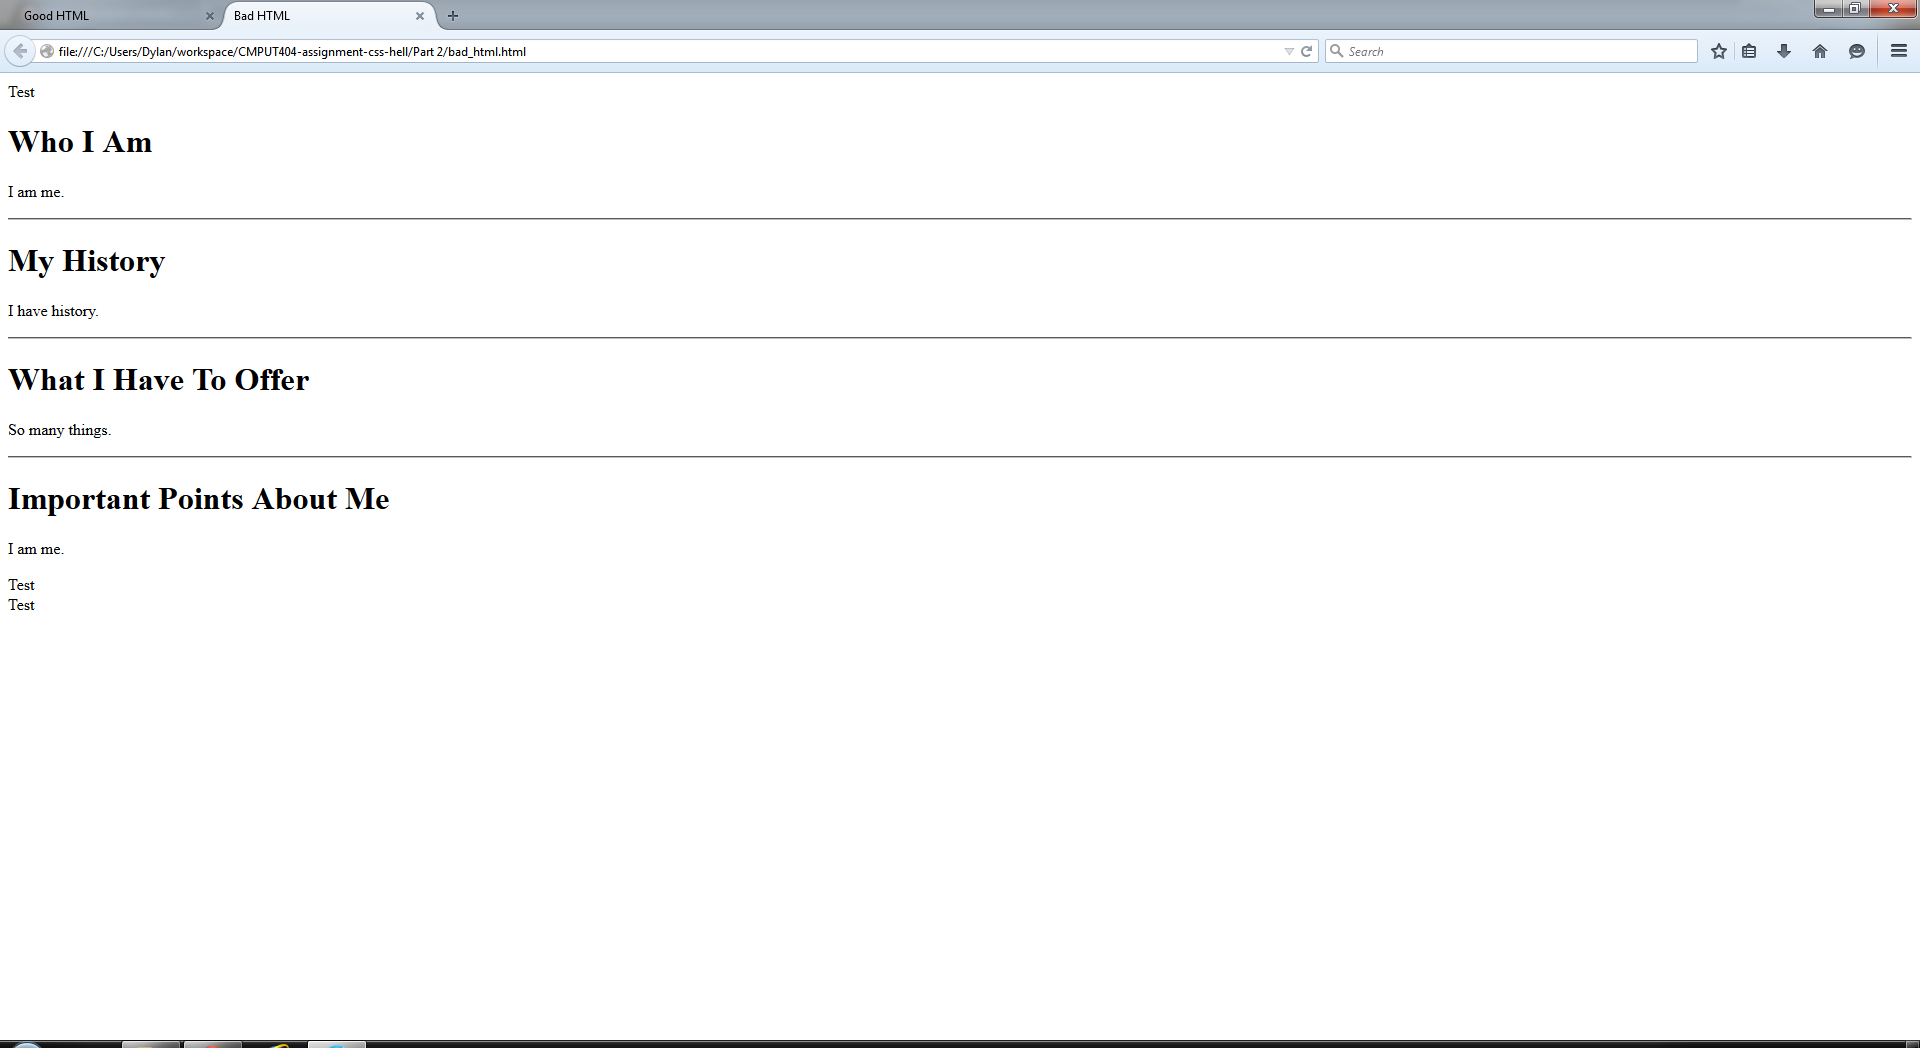 Good HTML
Bad HTML
file:///C:/Users/Dylan/workspace/CMPUT404-assignment-css-hell/Part 2/bad_html.html
Search
Test
Who I Am
I am me.
My History
I have history.
What I Have To Offer
So many things.
Important Points About Me
I am me.
Test
Test